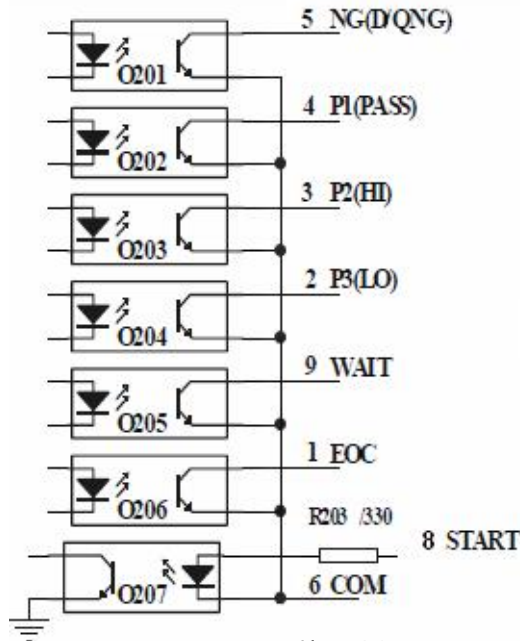 5 NG(D/QNG)
O201
4 P1(PASS)
O202
3 P2(HI)
O203
2 P3(LO)
O204
9 WAIT
O205
1 EOC
O206
R203 /330
8 START
O207
6 COM